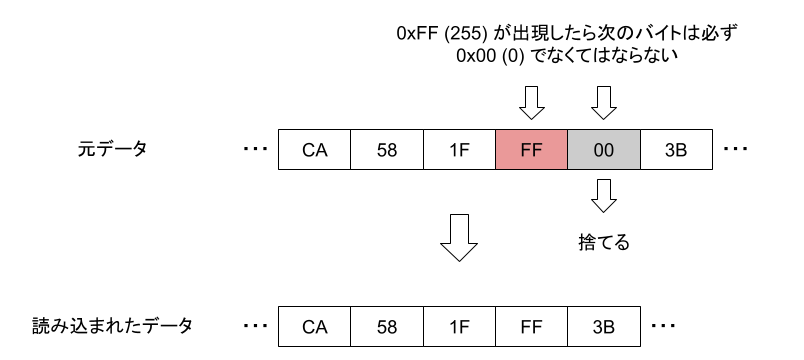 0xFF (255) が出現したら次のバイトは必ず
0x00 (0) でなくてはならない
元データ ・・・ CA 58 1F FF 00 3B ・・・
捨てる
読み込まれたデータ ・・・ CA 58 1F FF 3B ・・・